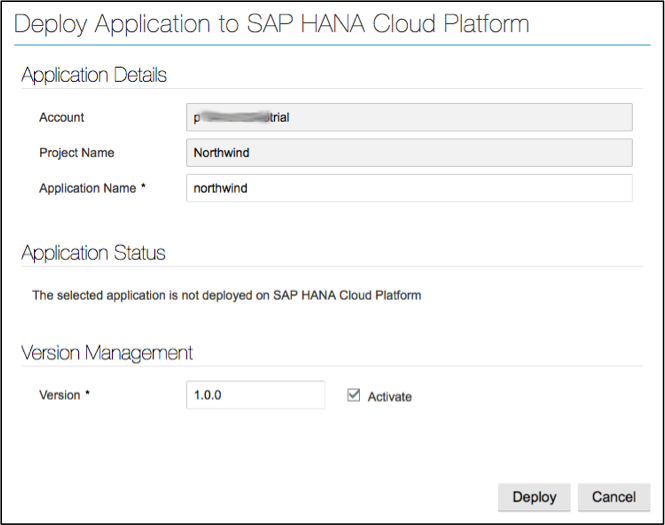 Deploy Application to SAP HANA Cloud Platform
Application Details
Account
trial
Project Name
Northwind
Application Name *
northwind
Application Status
The selected application is not deployed on SAP HANA Cloud Platform
Version Management
Version *
1.0.0
Activate
Deploy
Cancel